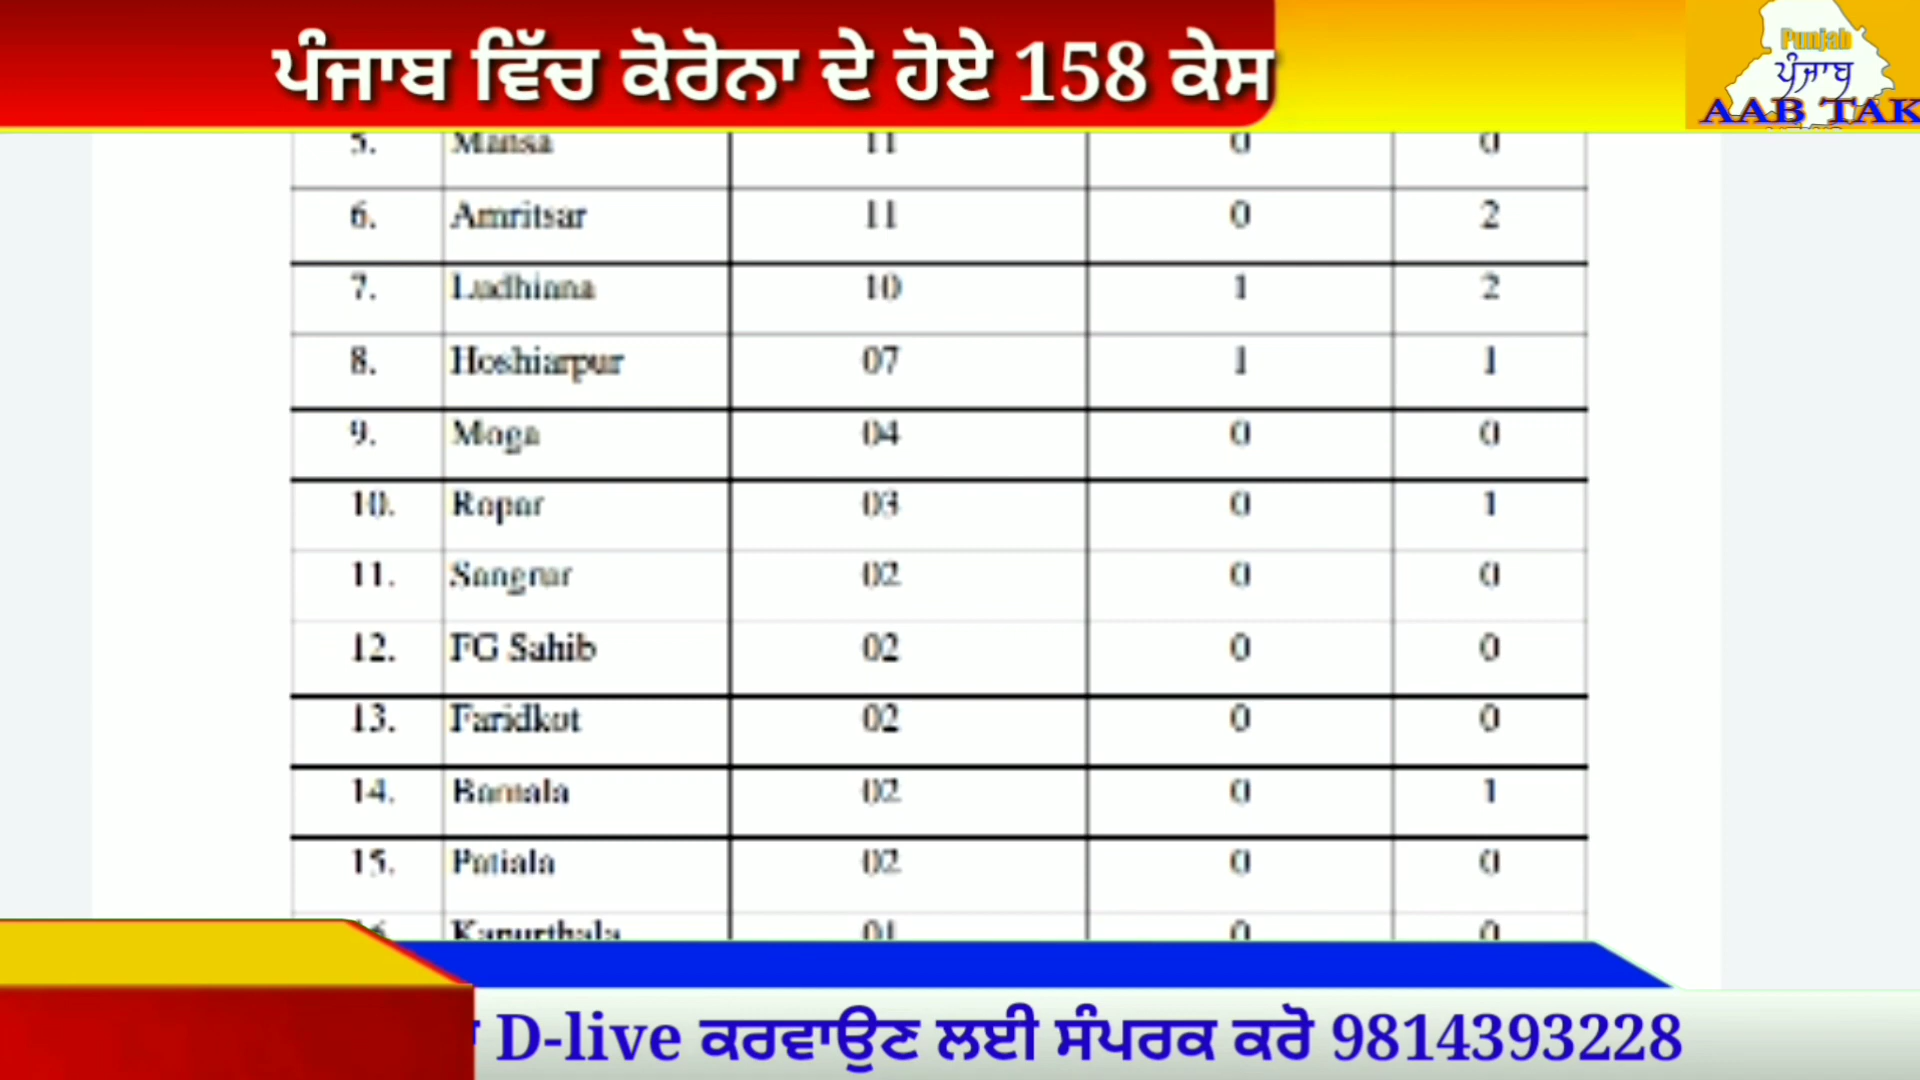 ਪੰਜਾਬ ਵਿੱਚ ਕੋਰੋਨਾ ਦੇ ਹੋਏ 158 ਕੇਸ
Punjab
ਪੰਜਾਬ
AAB TAK
5. Mansa 11 0 0
6. Amritsar 11 0 2
7. Ludhiana 10 1 2
8. Hoshiarpur 07 1 1
9. Moga 04 0 0
10. Ropar 03 0 1
11. Sangrur 02 0 0
12. FG Sahib 02 0 0
13. Faridkot 02 0 0
14. Barnala 02 0 1
15. Patiala 02 0 0
Kapurthala 01 0 0
D-live ਕਰਵਾਉਣ ਲਈ ਸੰਪਰਕ ਕਰੋ 9814393228